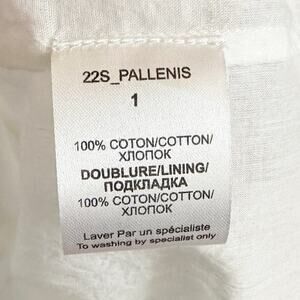 22S_PALLENIS
1
100% COTON/COTTON/
ХЛОПОК
DOUBLURE/LINING/
ПОДКЛАДКА
100% COTON/COTTON/
ХЛОПОК
Laver Par un spécialiste
To washing by specialist only